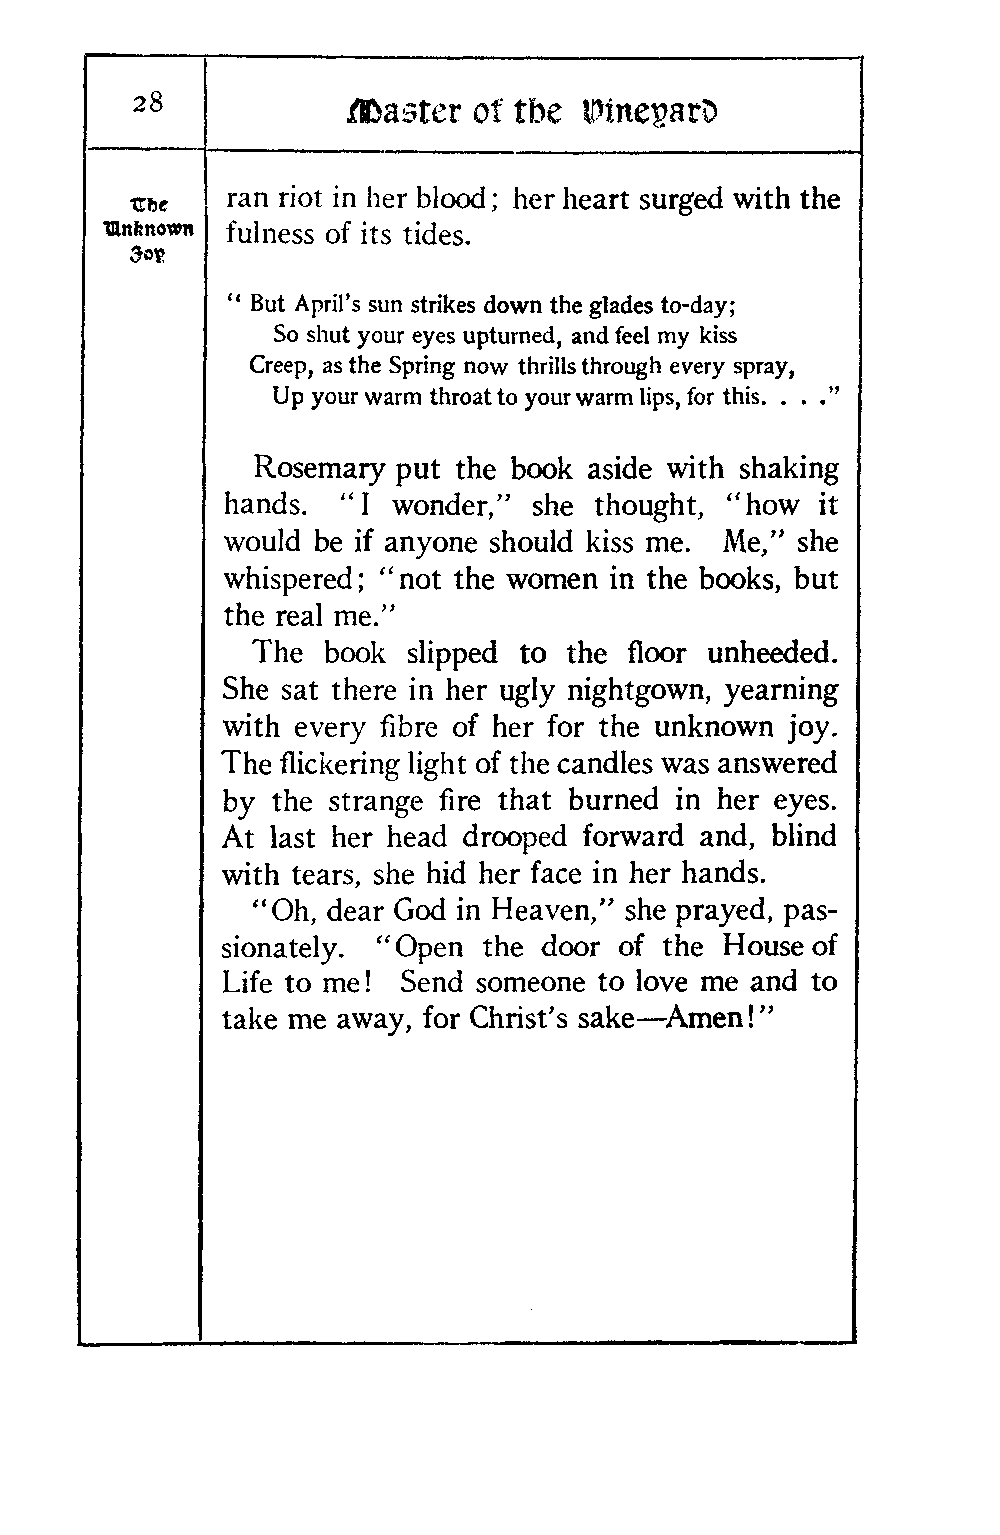 28
Master of the Vineyard
The
Unknown
Joy
ran riot in her blood; her heart surged with the
fulness of its tides.
“ But April’s sun strikes down the glades to-day;
So shut your eyes upturned, and feel my kiss
Creep, as the Spring now thrills through every spray,
Up your warm throat to your warm lips, for this. . . .”
Rosemary put the book aside with shaking
hands. “I wonder,” she thought, “how it
would be if anyone should kiss me. Me,” she
whispered; “not the women in the books, but
the real me.”
The book slipped to the floor unheeded.
She sat there in her ugly nightgown, yearning
with every fibre of her for the unknown joy.
The flickering light of the candles was answered
by the strange fire that burned in her eyes.
At last her head drooped forward and, blind
with tears, she hid her face in her hands.
“Oh, dear God in Heaven,” she prayed, pas-
sionately. “Open the door of the House of
Life to me! Send someone to love me and to
take me away, for Christ’s sake—Amen!”